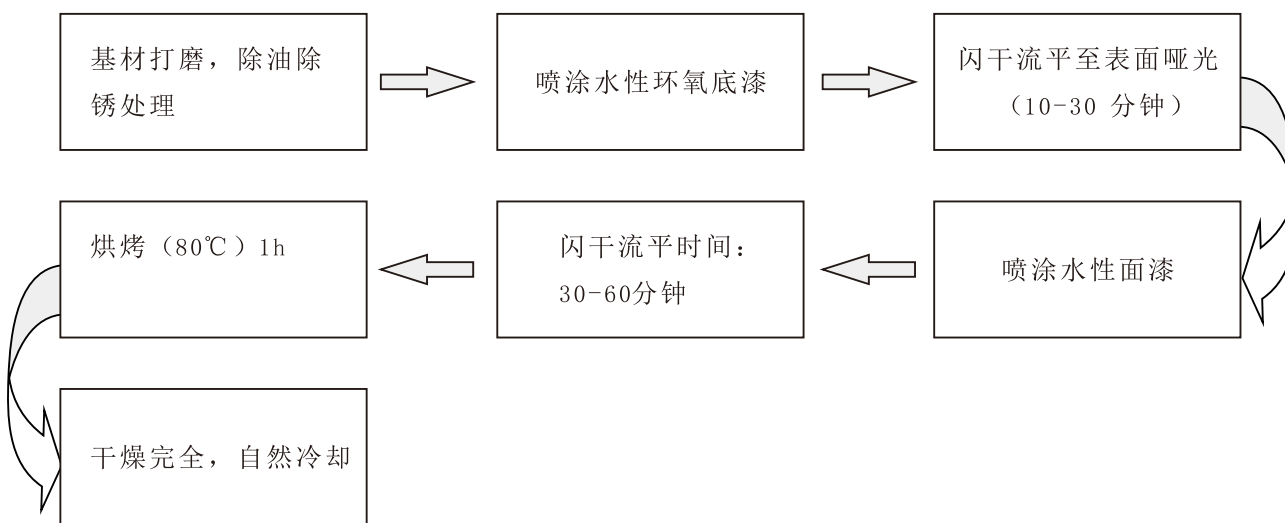 基材打磨，除油除
锈处理
喷涂水性环氧底漆
闪干流平至表面哑光
（10-30 分钟）
喷涂水性面漆
闪干流平时间：
30-60分钟
烘烤（80℃）1h
干燥完全，自然冷却